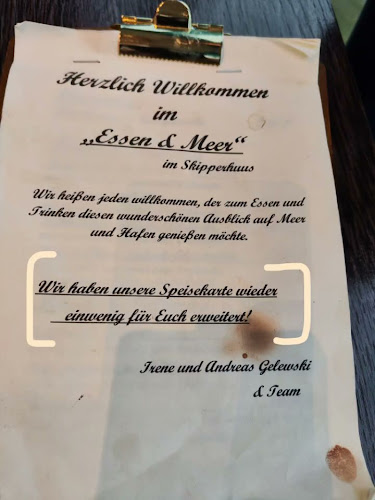 Herzlich Willkommen
im
„Essen & Meer“
im Skipperhuus
Wir heißen jeden willkommen, der zum Essen und
Trinken diesen wunderschönen Ausblick auf Meer
und Hafen genießen möchte.
Wir haben unsere Speisekarte wieder
einwenig für Euch erweitert!
Irene und Andreas Gelewski
& Team